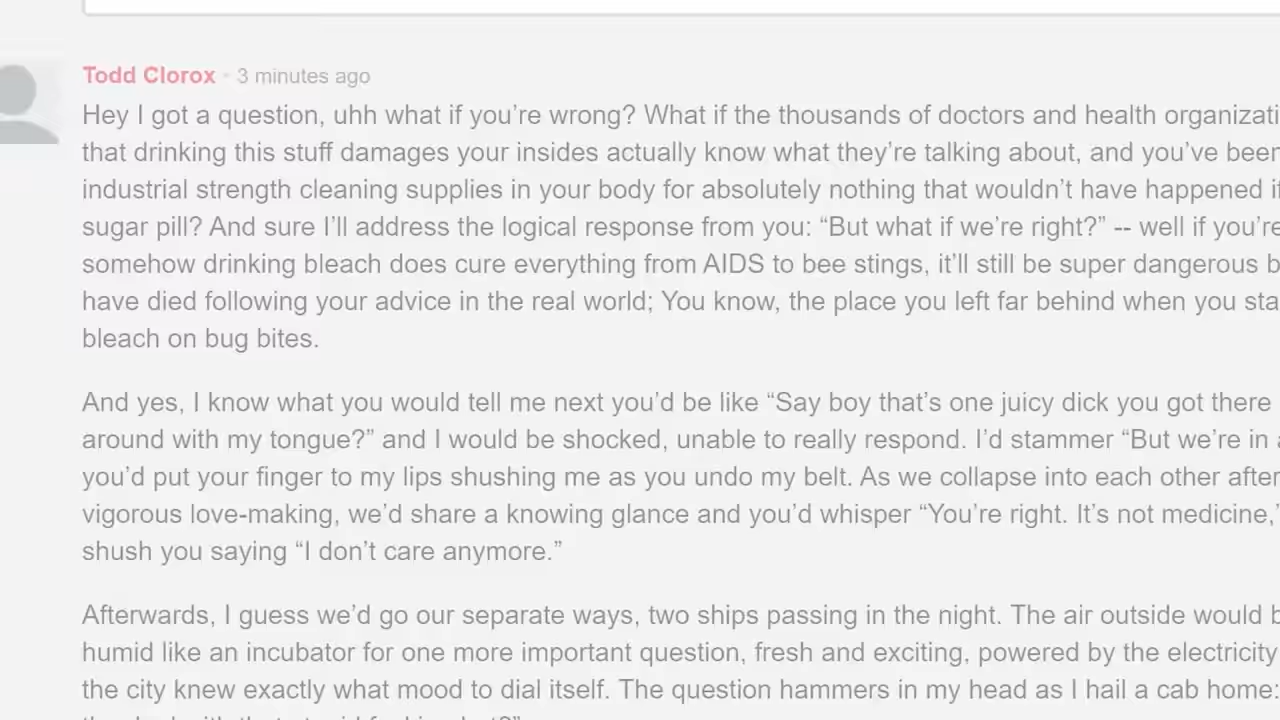 Todd Clorox • 3 minutes ago
Hey I got a question, uhh what if you’re wrong? What if the thousands of doctors and health organizati
that drinking this stuff damages your insides actually know what they’re talking about, and you’ve been
industrial strength cleaning supplies in your body for absolutely nothing that wouldn’t have happened if
sugar pill? And sure I’ll address the logical response from you: “But what if we’re right?” -- well if you’re
somehow drinking bleach does cure everything from AIDS to bee stings, it’ll still be super dangerous b
have died following your advice in the real world; You know, the place you left far behind when you sta
bleach on bug bites.
And yes, I know what you would tell me next you’d be like “Say boy that’s one juicy dick you got there
around with my tongue?” and I would be shocked, unable to really respond. I’d stammer “But we’re in a
you’d put your finger to my lips shushing me as you undo my belt. As we collapse into each other after
vigorous love-making, we’d share a knowing glance and you’d whisper “You’re right. It’s not medicine,”
shush you saying “I don’t care anymore.”
Afterwards, I guess we’d go our separate ways, two ships passing in the night. The air outside would b
humid like an incubator for one more important question, fresh and exciting, powered by the electricity
the city knew exactly what mood to dial itself. The question hammers in my head as I hail a cab home: